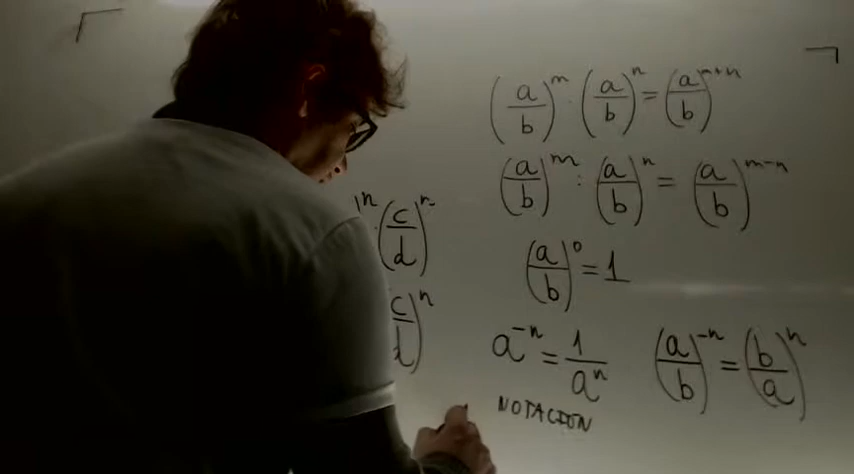 (a/b)^m · (a/b)^n = (a/b)^m+n
(a/b)^m : (a/b)^n = (a/b)^m-n
)^n · (c/d)^n
(a/b)^0 = 1
(c/d)^n
a^-n = 1/a^n (a/b)^-n = (b/a)^n
NOTACION